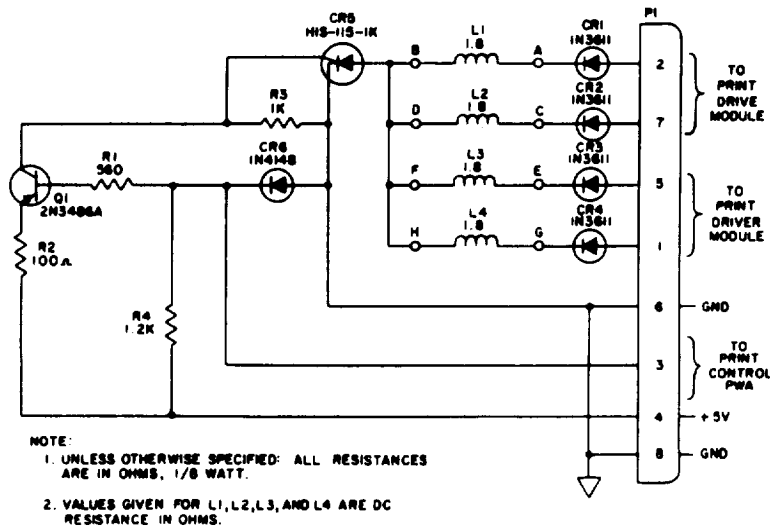 CR5
HIS-115-1K
P1
CR1
1N3611
L1
1.8
B
A
2
R3
1K
CR2
1N3611
L2
1.8
D
C
7
TO
PRINT
DRIVE
MODULE
CR6
1N4148
R1
560
Q1
2N3486A
CR3
1N3611
L3
1.8
F
E
5
CR4
1N3611
L4
1.8
H
G
1
TO
PRINT
DRIVER
MODULE
R2
100Ω
R4
1.2K
6
GND
3
TO
PRINT
CONTROL
PWA
4
+5V
8
GND
NOTE:
1. UNLESS OTHERWISE SPECIFIED: ALL RESISTANCES
ARE IN OHMS, 1/8 WATT.
2. VALUES GIVEN FOR L1, L2, L3, AND L4 ARE DC
RESISTANCE IN OHMS.